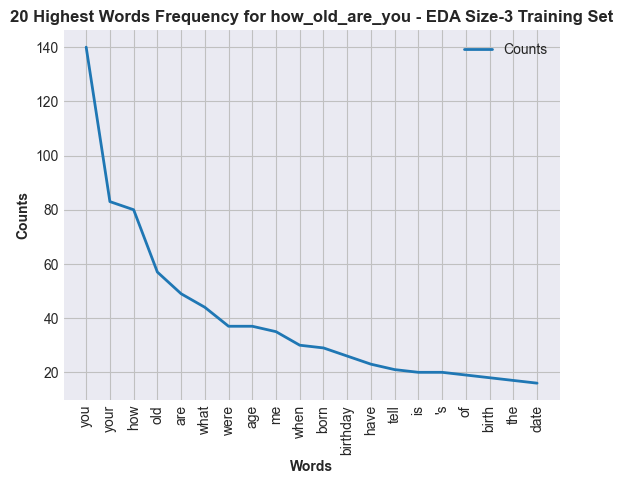 20 Highest Words Frequency for how_old_are_you - EDA Size-3 Training Set
Counts
140
120
100
80
60
40
20
Counts
you
your
how
old
are
what
were
age
me
when
born
birthday
have
tell
is
's
of
birth
the
date
Words